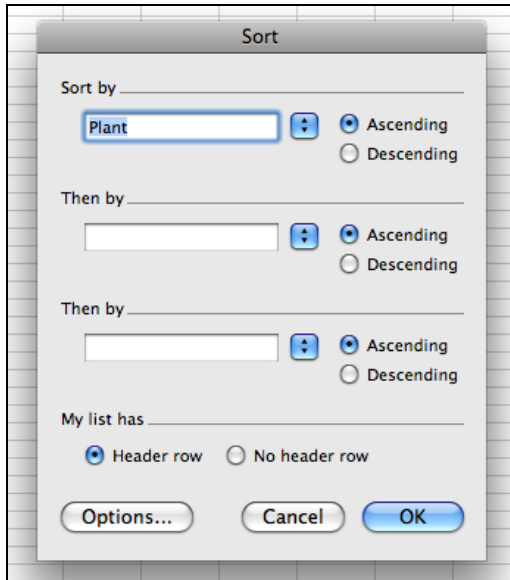 Sort
Sort by
Plant
Ascending
Descending
Then by
Ascending
Descending
Then by
Ascending
Descending
My list has
Header row No header row
Options... Cancel OK